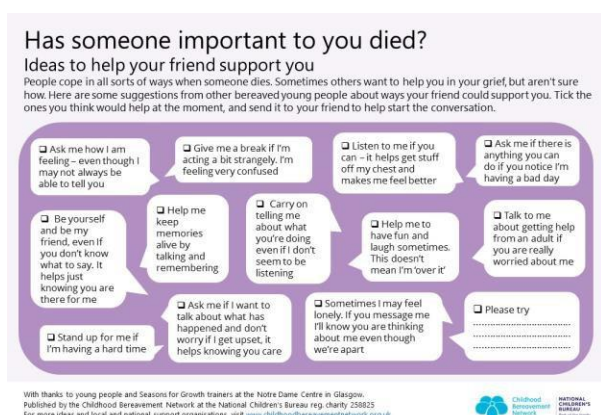 Has someone important to you died?
Ideas to help your friend support you
People cope in all sorts of ways when someone dies. Sometimes others want to help you in your grief, but aren't sure
how. Here are some suggestions from other bereaved young people about ways your friend could support you. Tick the
ones you think would help at the moment, and send it to your friend to help start the conversation.
❑ Ask me how I am
feeling – even though I
may not always be
able to tell you
❑ Give me a break if I'm
acting a bit strangely. I'm
feeling very confused
❑ Listen to me if you
can – it helps get stuff
off my chest and
makes me feel better
❑ Ask me if there is
anything you can
do if you notice I'm
having a bad day
❑ Be yourself
and be my
friend, even If
you don't know
what to say. It
helps just
knowing you are
there for me
❑ Help me
keep
memories
alive by
talking and
remembering
❑ Carry on
telling me
about what
you're doing
even if I don't
seem to be
listening
❑ Help me to
have fun and
laugh sometimes.
This doesn't
mean I'm 'over it'
❑ Talk to me
about getting help
from an adult if
you are really
worried about me
❑ Stand up for me if
I'm having a hard time
❑ Ask me if I want to
talk about what has
happened and don't
worry if I get upset, it
helps knowing you care
❑ Sometimes I may feel
lonely. If you message me
I'll know you are thinking
about me even though
we're apart
❑ Please try
With thanks to young people and Seasons for Growth trainers at the Notre Dame Centre in Glasgow.
Published by the Childhood Bereavement Network at the National Children's Bureau reg. charity 258825
For more ideas and local and national support organisations, visit www.childhoodbereavementnetwork.org.uk
Childhood
Bereavement
Network
NATIONAL
CHILDREN'S
BUREAU